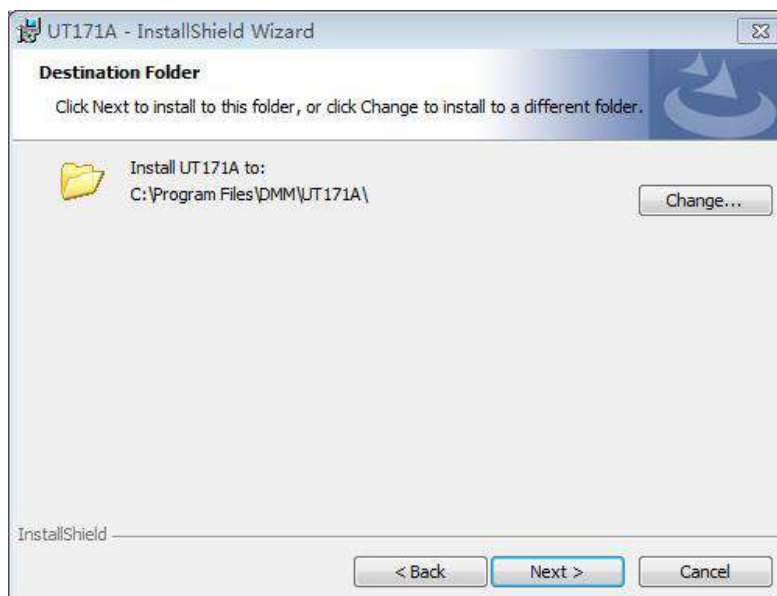 UT171A - InstallShield Wizard
Destination Folder
Click Next to install to this folder, or click Change to install to a different folder.
Install UT171A to:
C:\Program Files\DMM\UT171A\
Change...
InstallShield
< Back
Next >
Cancel